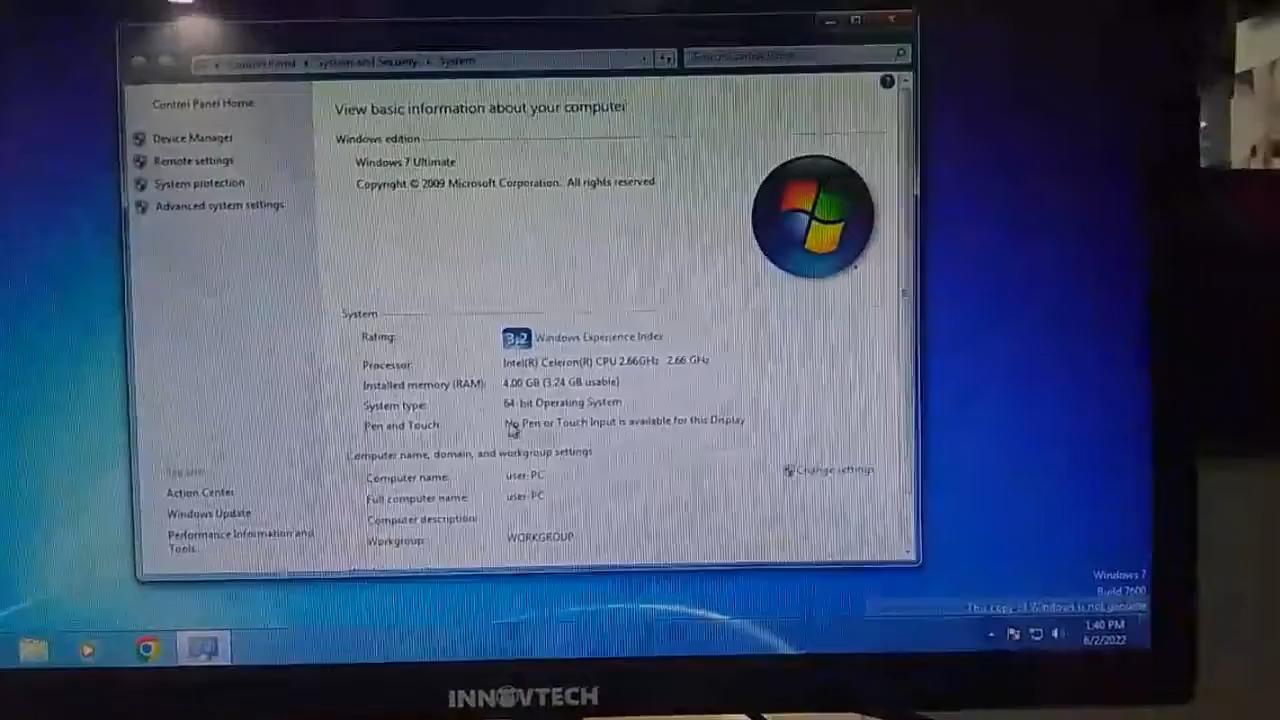 Control Panel ▸ System and Security ▸ System
Control Panel Home
Device Manager
Remote settings
System protection
Advanced system settings
View basic information about your computer
Windows edition
Windows 7 Ultimate
Copyright © 2009 Microsoft Corporation. All rights reserved
System
Rating: 3.2 Windows Experience Index
Processor: Intel(R) Celeron(R) CPU 2.66GHz 2.66 GHz
Installed memory (RAM): 4.00 GB (3.24 GB usable)
System type: 64-bit Operating System
Pen and Touch: No Pen or Touch Input is available for this Display
Computer name, domain, and workgroup settings
Computer name: user-PC
Full computer name: user-PC
Computer description:
Workgroup: WORKGROUP
Change settings
Action Center
Windows Update
Performance Information and
Tools
Windows 7
Build 7600
This copy of Windows is not genuine
1:40 PM
6/2/2022
INNOVTECH